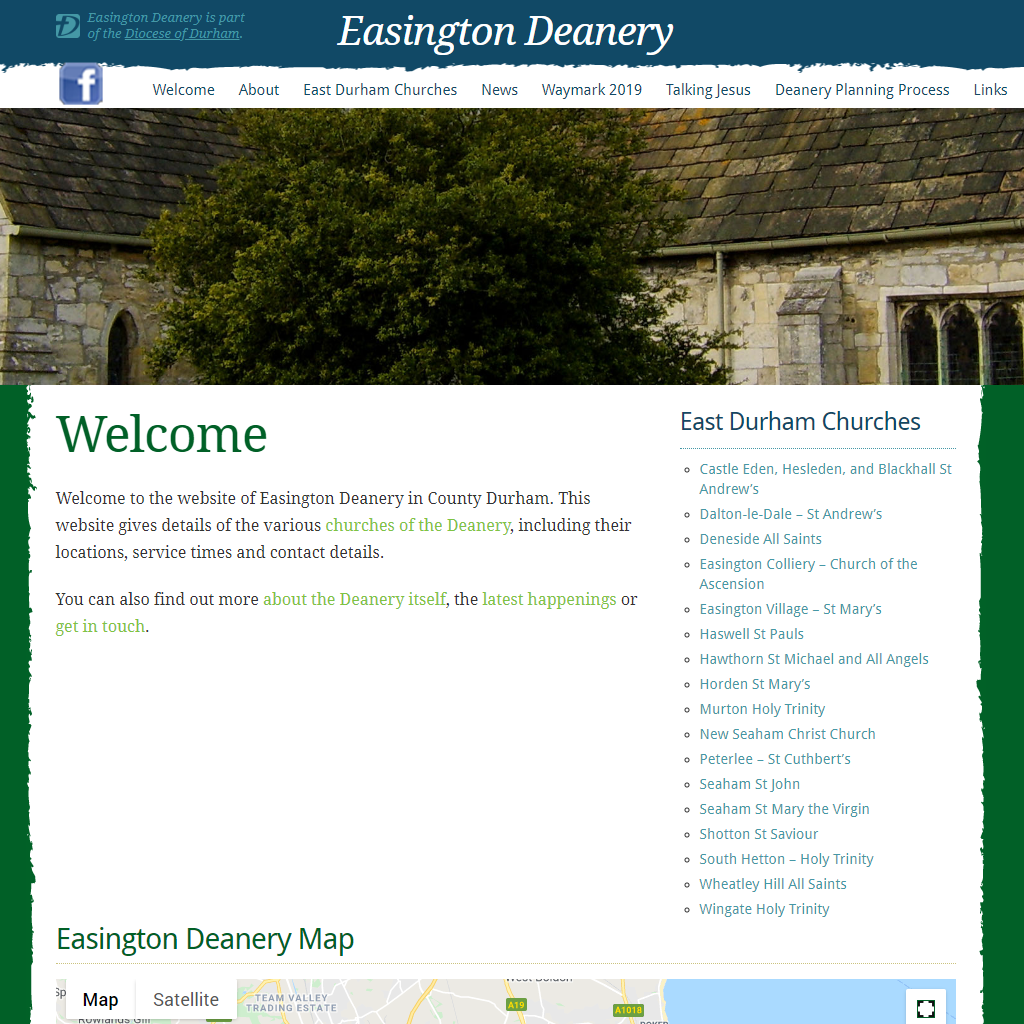 Easington Deanery is part
of the Diocese of Durham.
Easington Deanery
Welcome About East Durham Churches News Waymark 2019 Talking Jesus Deanery Planning Process Links
Welcome
Welcome to the website of Easington Deanery in County Durham. This
website gives details of the various churches of the Deanery, including their
locations, service times and contact details.
You can also find out more about the Deanery itself, the latest happenings or
get in touch.
East Durham Churches
Castle Eden, Hesleden, and Blackhall St
Andrew’s
Dalton-le-Dale – St Andrew’s
Deneside All Saints
Easington Colliery – Church of the
Ascension
Easington Village – St Mary’s
Haswell St Pauls
Hawthorn St Michael and All Angels
Horden St Mary’s
Murton Holy Trinity
New Seaham Christ Church
Peterlee – St Cuthbert’s
Seaham St John
Seaham St Mary the Virgin
Shotton St Saviour
South Hetton – Holy Trinity
Wheatley Hill All Saints
Wingate Holy Trinity
Easington Deanery Map
Map Satellite
TEAM VALLEY
TRADING ESTATE
A19
A1018